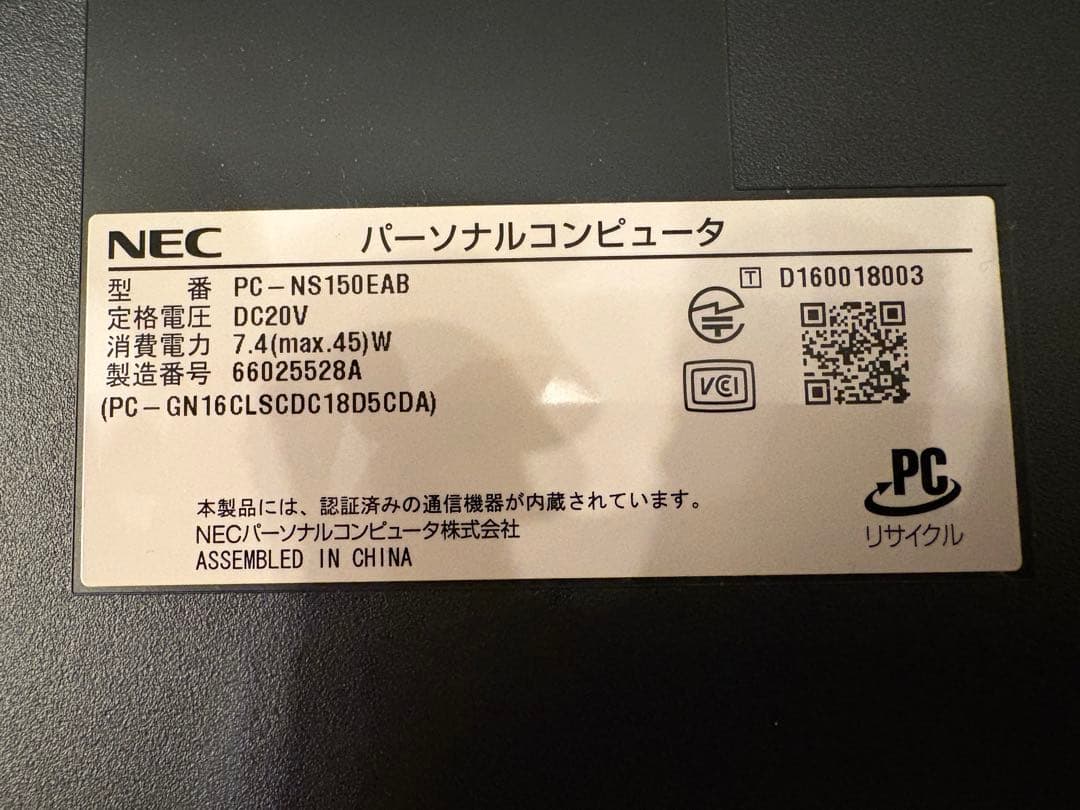 NEC パーソナルコンピュータ
型 番 PC-NS150EAB
定格電圧 DC20V
消費電力 7.4(max.45)W
製造番号 66025528A
(PC-GN16CLSCDC18D5CDA)
T D160018003
VCI
本製品には、認証済みの通信機器が内蔵されています。
NECパーソナルコンピュータ株式会社
ASSEMBLED IN CHINA
PC
リサイクル